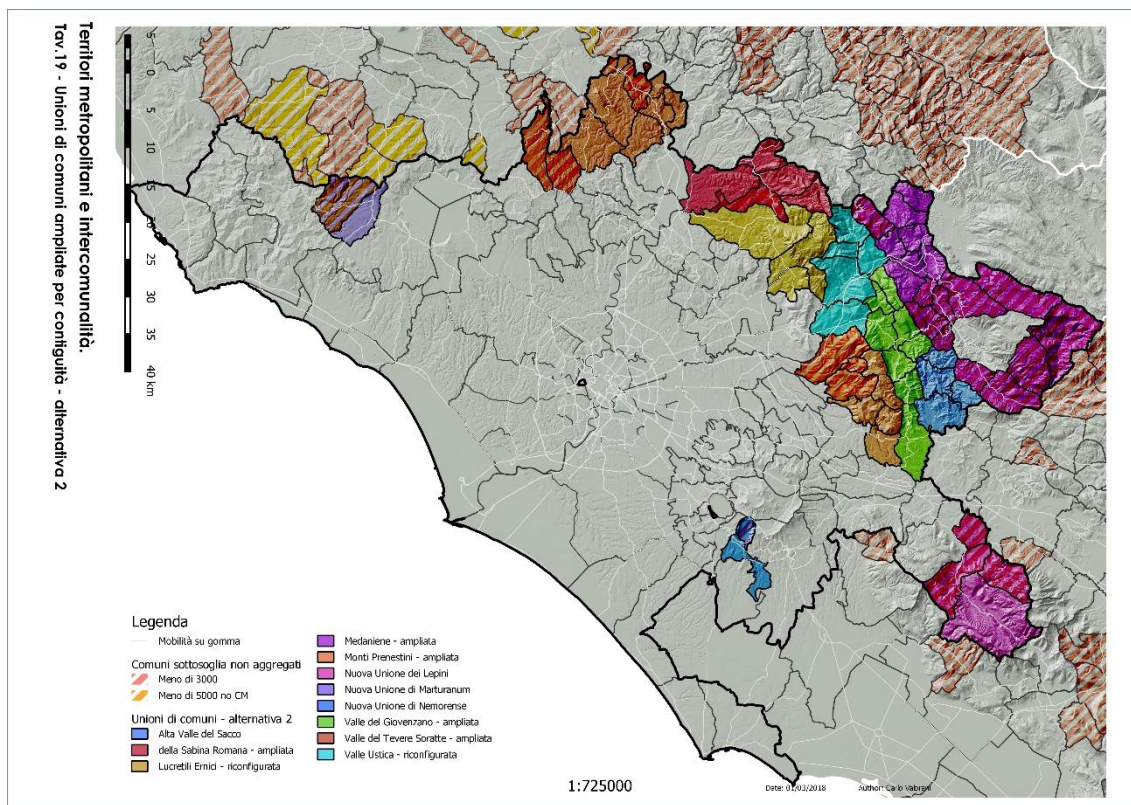 Territori metropolitani e intercomunalità.
Tav.19 - Unioni di comuni ampliate per contiguità - alternativa 2
5
0
5
10
15
20
25
30
35
40 km
Legenda
Mobilità su gomma
Comuni sottosoglia non aggregati
Meno di 3000
Meno di 5000 no CM
Unioni di comuni - alternativa 2
Alta Valle del Sacco
della Sabina Romana - ampliata
Lucretili Ernici - riconfigurata
Medaniene - ampliata
Monti Prenestini - ampliata
Nuova Unione dei Lepini
Nuova Unione di Marturanum
Nuova Unione di Nemorense
Valle del Giovenzano - ampliata
Valle del Tevere Soratte - ampliata
Valle Ustica - riconfigurata
1:725000
Date: 01/03/2018
Author: Carlo Valorani